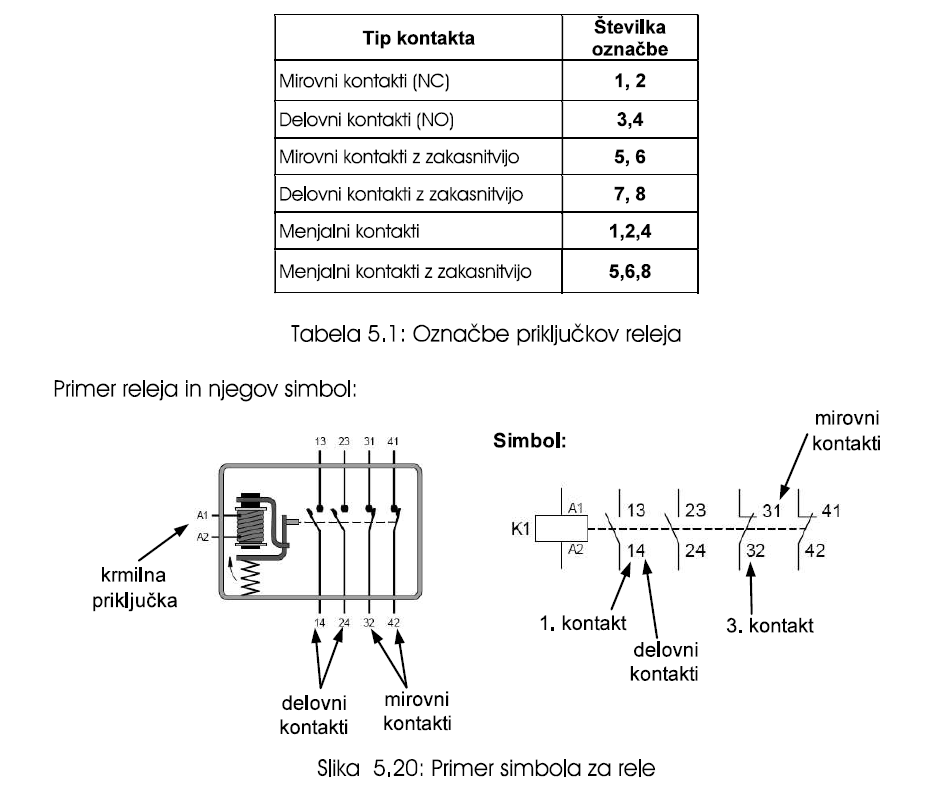 Tip kontakta
Številka
označbe
Mirovni kontakti (NC)
1, 2
Delovni kontakti (NO)
3,4
Mirovni kontakti z zakasnitvijo
5, 6
Delovni kontakti z zakasnitvijo
7, 8
Menjalni kontakti
1,2,4
Menjalni kontakti z zakasnitvijo
5,6,8
Tabela 5.1: Označbe priključkov releja
Primer releja in njegov simbol:
13 23 31 41
A1
A2
krmilna
priključka
14 24 32 42
delovni
kontakti
mirovni
kontakti
Simbol:
mirovni
kontakti
K1
A1
A2
13 23 31 41
14 24 32 42
1. kontakt
3. kontakt
delovni
kontakti
Slika 5.20: Primer simbola za rele